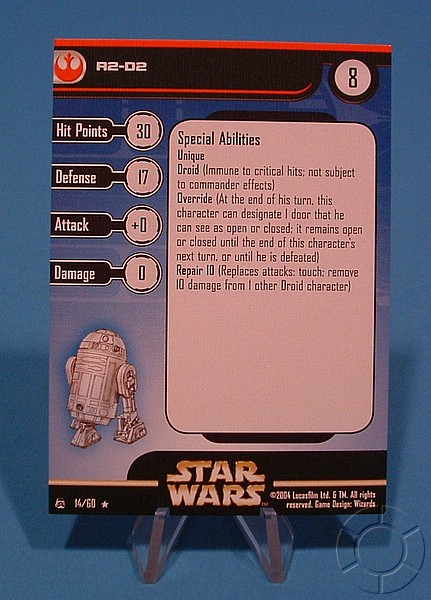 R2-D2
8
Hit Points 30
Defense 17
Attack +0
Damage 0
Special Abilities
Unique
Droid (Immune to critical hits; not subject
to commander effects)
Override (At the end of his turn, this
character can designate 1 door that he
can see as open or closed; it remains open
or closed until the end of this character's
next turn, or until he is defeated)
Repair 10 (Replaces attacks: touch; remove
10 damage from 1 other Droid character)
STAR
WARS
TM
14/60 ★
©2004 Lucasfilm Ltd. & TM. All rights
reserved. Game Design: Wizards